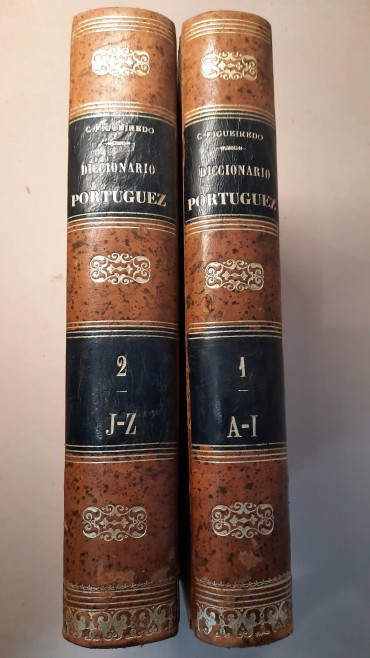 C. FIGUEIREDO
DICCIONARIO
PORTUGUEZ
2
J-Z
C. FIGUEIREDO
DICCIONARIO
PORTUGUEZ
1
A-I